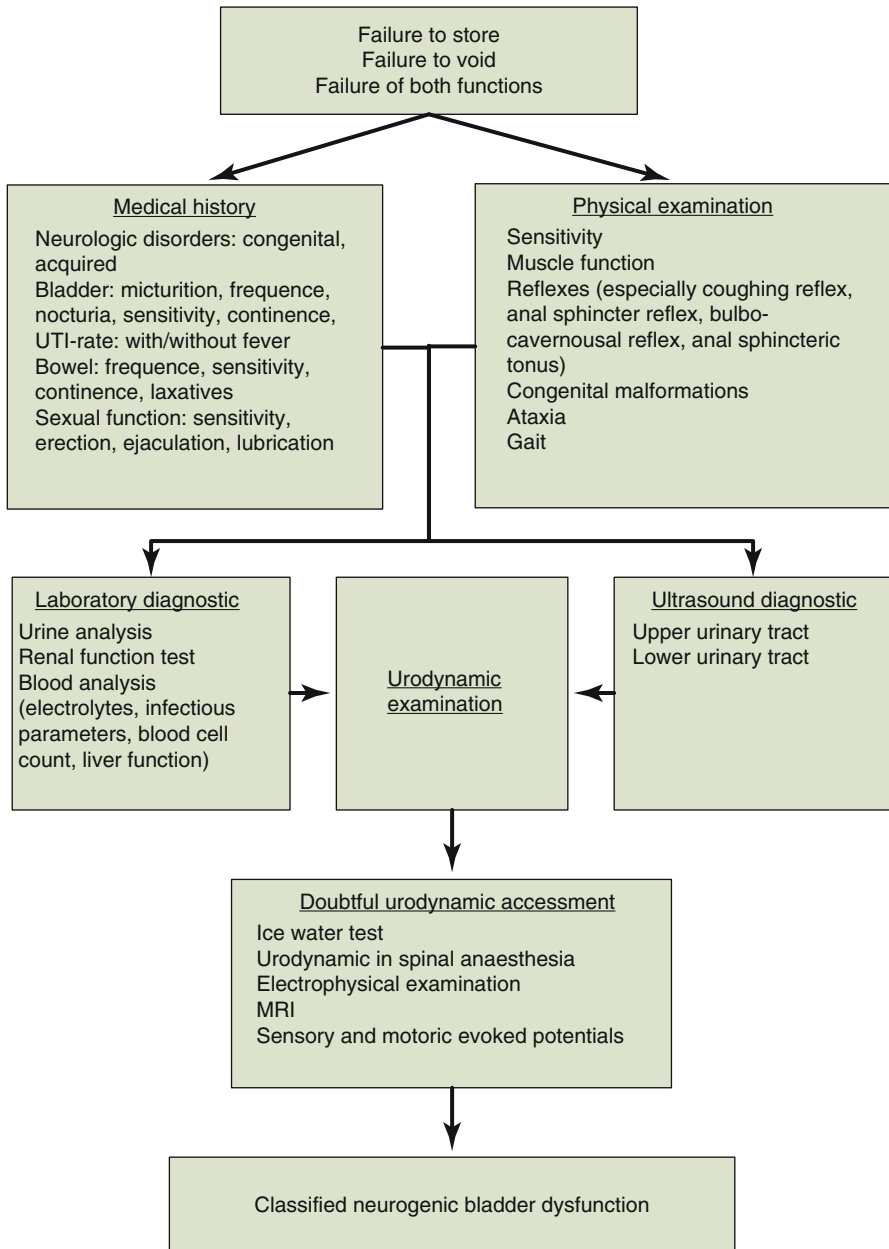 Failure to store
Failure to void
Failure of both functions
Medical history
Neurologic disorders: congenital,
acquired
Bladder: micturition, frequence,
nocturia, sensitivity, continence,
UTI-rate: with/without fever
Bowel: frequence, sensitivity,
continence, laxatives
Sexual function: sensitivity,
erection, ejaculation, lubrication
Physical examination
Sensitivity
Muscle function
Reflexes (especially coughing reflex,
anal sphincter reflex, bulbo-
cavernousal reflex, anal sphincteric
tonus)
Congenital malformations
Ataxia
Gait
Laboratory diagnostic
Urine analysis
Renal function test
Blood analysis
(electrolytes, infectious
parameters, blood cell
count, liver function)
Urodynamic
examination
Ultrasound diagnostic
Upper urinary tract
Lower urinary tract
Doubtful urodynamic accessment
Ice water test
Urodynamic in spinal anaesthesia
Electrophysical examination
MRI
Sensory and motoric evoked potentials
Classified neurogenic bladder dysfunction